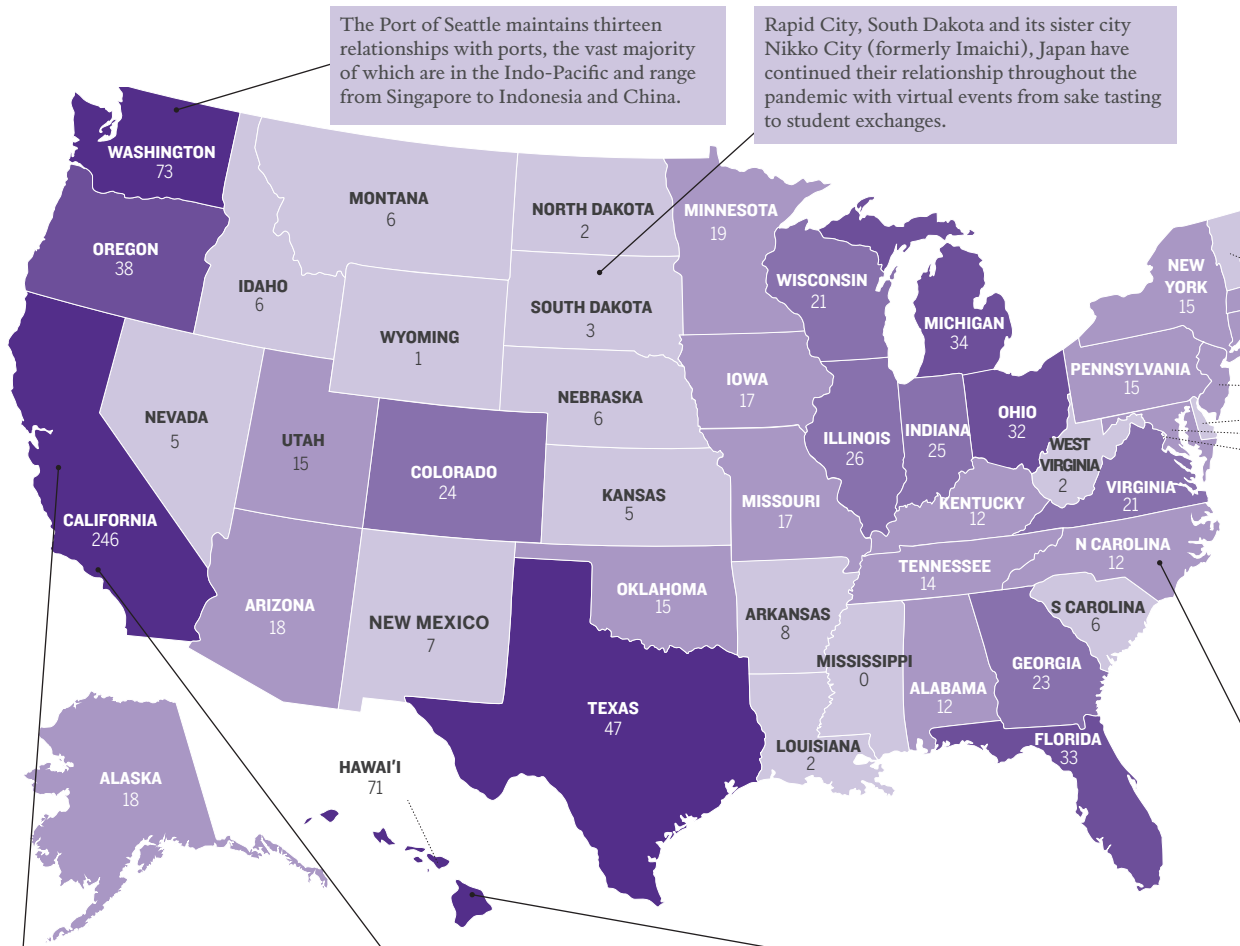 The Port of Seattle maintains thirteen
relationships with ports, the vast majority
of which are in the Indo-Pacific and range
from Singapore to Indonesia and China.
Rapid City, South Dakota and its sister city
Nikko City (formerly Imaichi), Japan have
continued their relationship throughout the
pandemic with virtual events from sake tasting
to student exchanges.
WASHINGTON
73
MONTANA
6
NORTH DAKOTA
2
MINNESOTA
19
OREGON
38
IDAHO
6
WISCONSIN
21
NEW
YORK
15
SOUTH DAKOTA
3
MICHIGAN
34
WYOMING
1
PENNSYLVANIA
15
IOWA
17
NEBRASKA
6
NEVADA
5
OHIO
32
UTAH
15
ILLINOIS
26
INDIANA
25
WEST
VIRGINIA
2
COLORADO
24
KANSAS
5
MISSOURI
17
VIRGINIA
21
KENTUCKY
12
CALIFORNIA
246
N CAROLINA
12
TENNESSEE
14
OKLAHOMA
15
ARIZONA
18
NEW MEXICO
7
ARKANSAS
8
S CAROLINA
6
MISSISSIPPI
0
GEORGIA
23
ALABAMA
12
TEXAS
47
LOUISIANA
2
FLORIDA
33
HAWAI'I
71
ALASKA
18